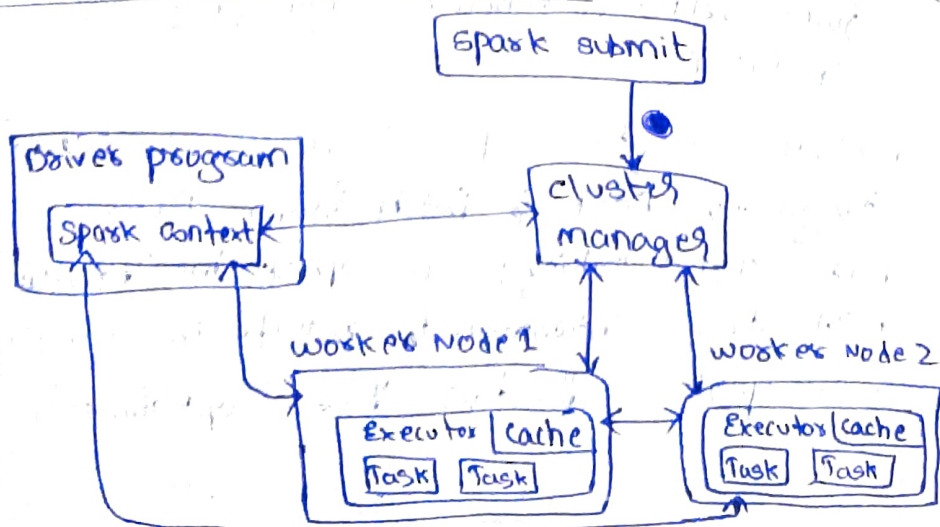 Spark submit
Driver program
Spark Context
cluster
manager
Worker Node 1
Worker Node 2
Executor
Cache
Task
Task
Executor
Cache
Task
Task